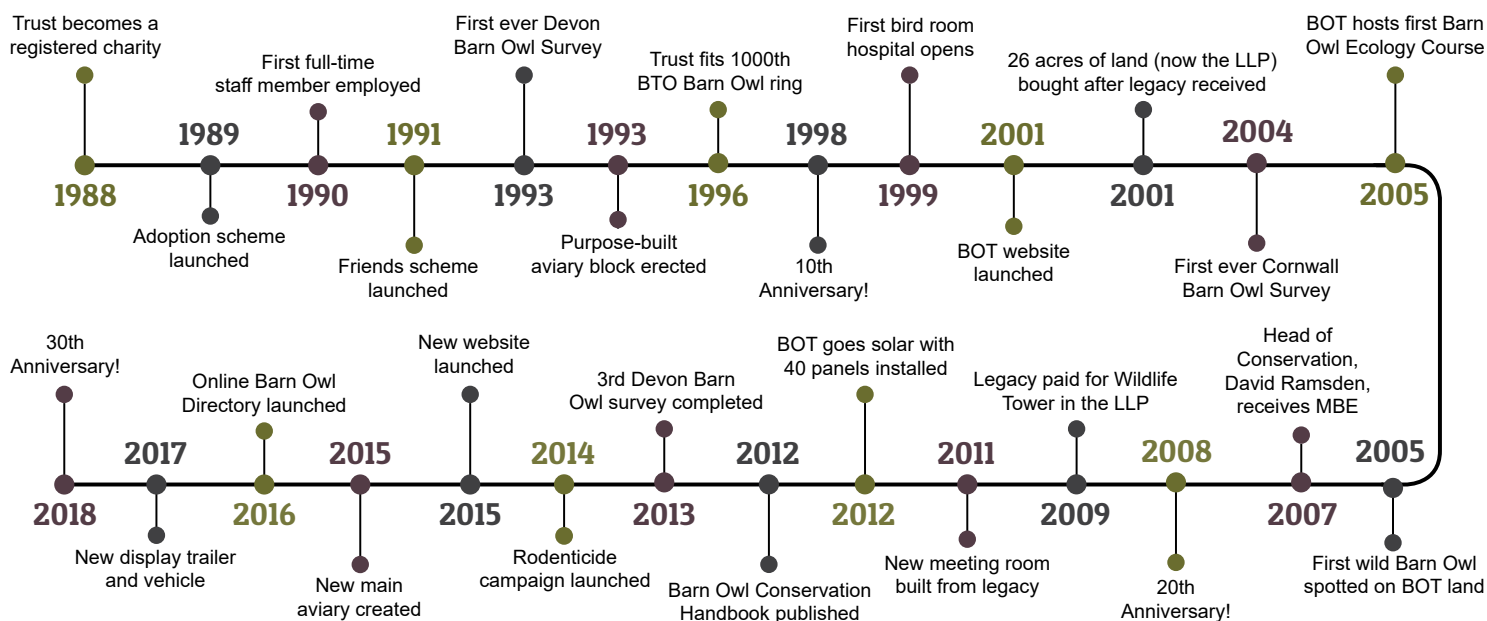 Trust becomes a
registered charity
1988
1989
Adoption scheme
launched
First full-time
staff member employed
1990
1991
Friends scheme
launched
First ever Devon
Barn Owl Survey
1993
1993
Purpose-built
aviary block erected
Trust fits 1000th
BTO Barn Owl ring
1996
1998
10th
Anniversary!
First bird room
hospital opens
1999
2001
BOT website
launched
26 acres of land (now the LLP)
bought after legacy received
2001
2004
First ever Cornwall
Barn Owl Survey
BOT hosts first Barn
Owl Ecology Course
2005
2005
First wild Barn Owl
spotted on BOT land
Head of
Conservation,
David Ramsden,
receives MBE
2007
2008
20th
Anniversary!
Legacy paid for Wildlife
Tower in the LLP
2009
2011
New meeting room
built from legacy
BOT goes solar with
40 panels installed
2012
2012
Barn Owl Conservation
Handbook published
3rd Devon Barn
Owl survey completed
2013
2014
Rodenticide
campaign launched
New website
launched
2015
2015
New main
aviary created
Online Barn Owl
Directory launched
2016
2017
New display trailer
and vehicle
30th
Anniversary!
2018